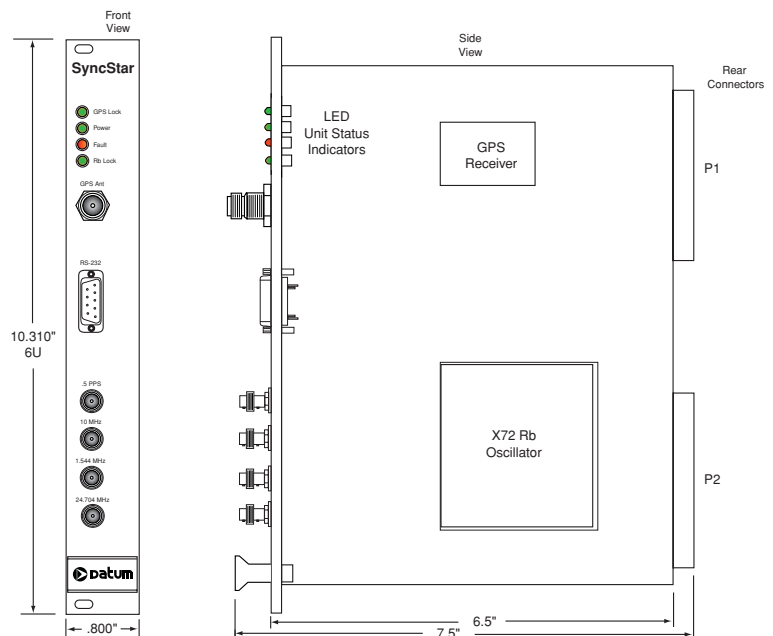 Front
View
SyncStar
GPS Lock
Power
Fault
Rb Lock
GPS Ant
RS-232
10.310"
6U
.5 PPS
10 MHz
1.544 MHz
24.704 MHz
Datum
.800"
Side
View
LED
Unit Status
Indicators
GPS
Receiver
X72 Rb
Oscillator
Rear
Connectors
P1
P2
6.5"
7.5"